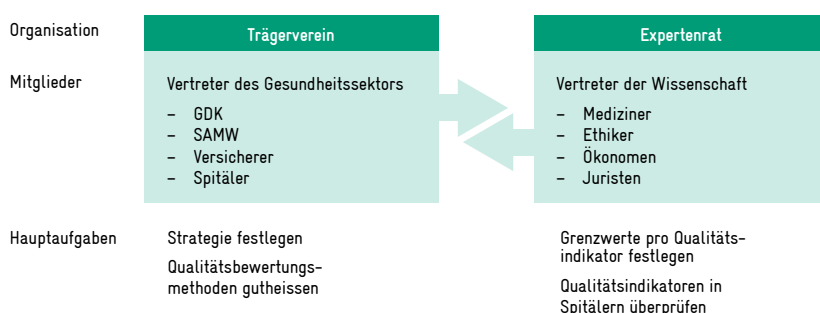 Organisation
Trägerverein
Expertenrat
Mitglieder
Vertreter des Gesundheitssektors
– GDK
– SAMW
– Versicherer
– Spitäler
Vertreter der Wissenschaft
– Mediziner
– Ethiker
– Ökonomen
– Juristen
Hauptaufgaben
Strategie festlegen
Qualitätsbewertungs-
methoden gutheissen
Grenzwerte pro Qualitäts-
indikator festlegen
Qualitätsindikatoren in
Spitälern überprüfen